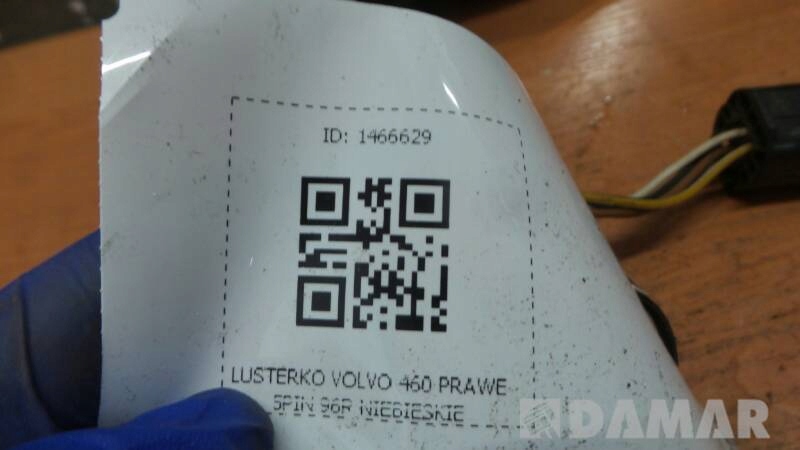 ID: 1466629
LUSTERKO VOLVO 460 PRAWE
5PIN 96R NIEBIESKIE
DAMAR